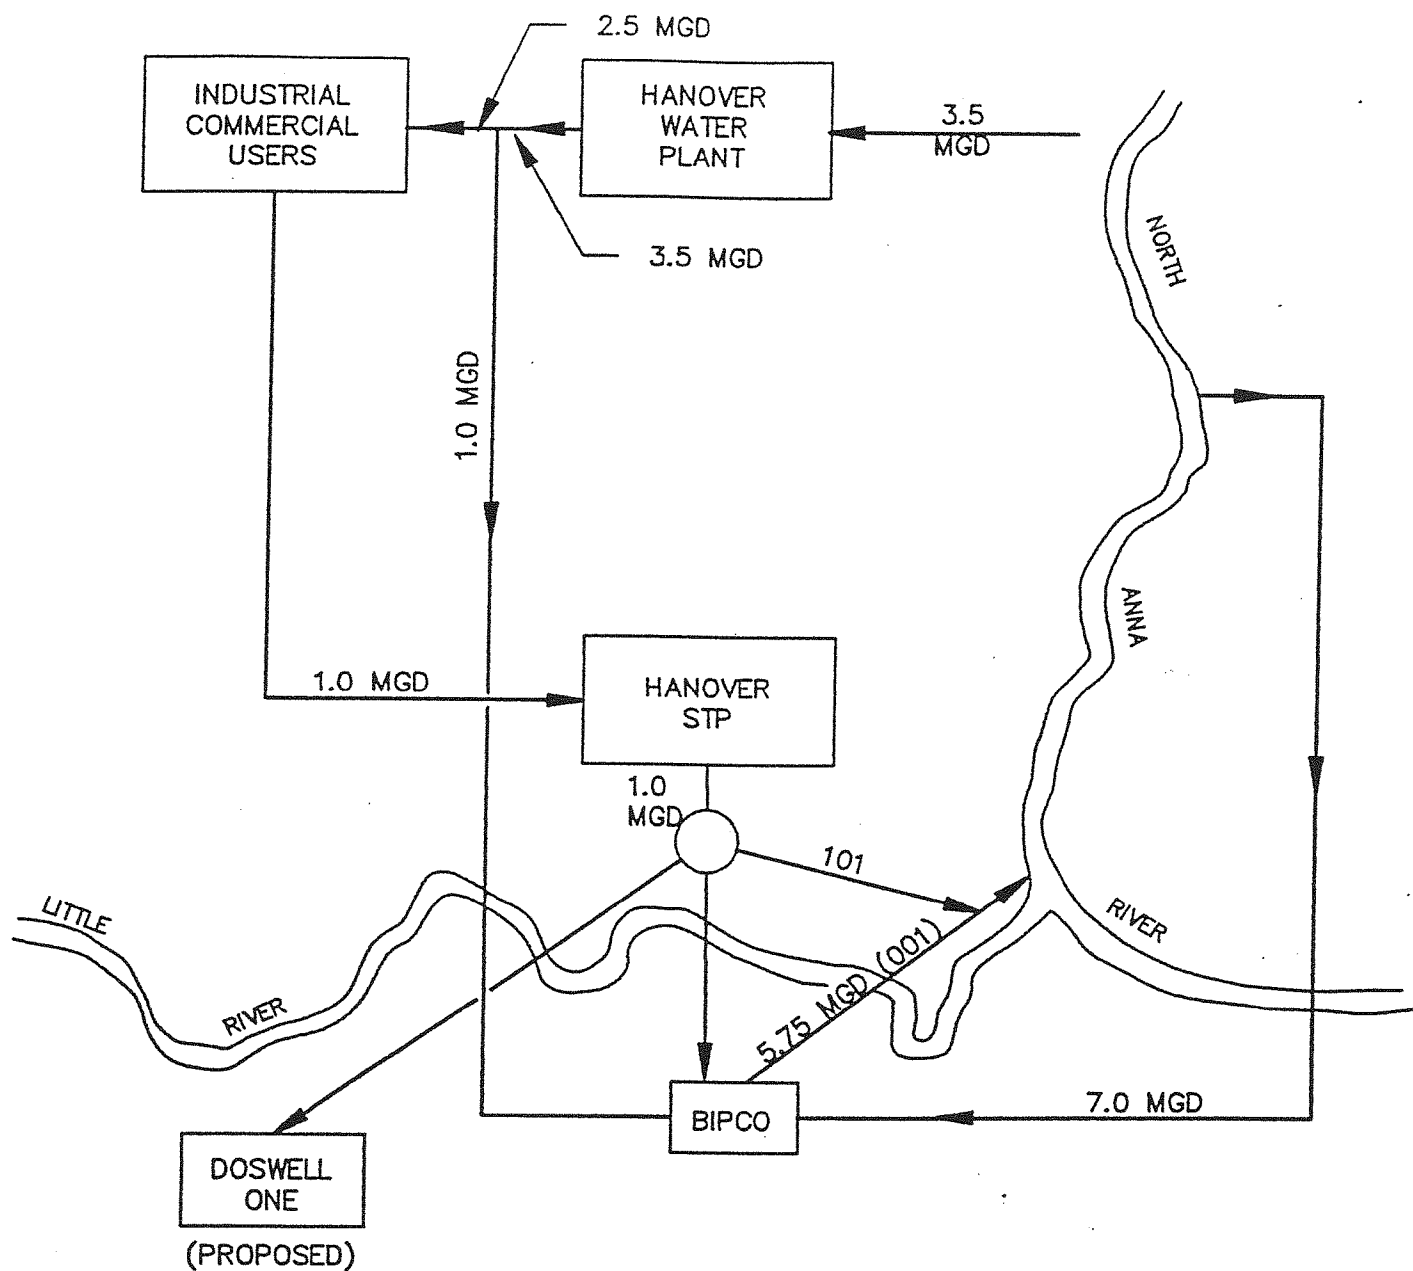 2.5 MGD
INDUSTRIAL
COMMERCIAL
USERS
HANOVER
WATER
PLANT
3.5
MGD
3.5 MGD
NORTH
1.0 MGD
ANNA
1.0 MGD
HANOVER
STP
1.0
MGD
101
LITTLE
RIVER
RIVER
5.75 MGD (001)
BIPCO
7.0 MGD
DOSWELL
ONE
(PROPOSED)